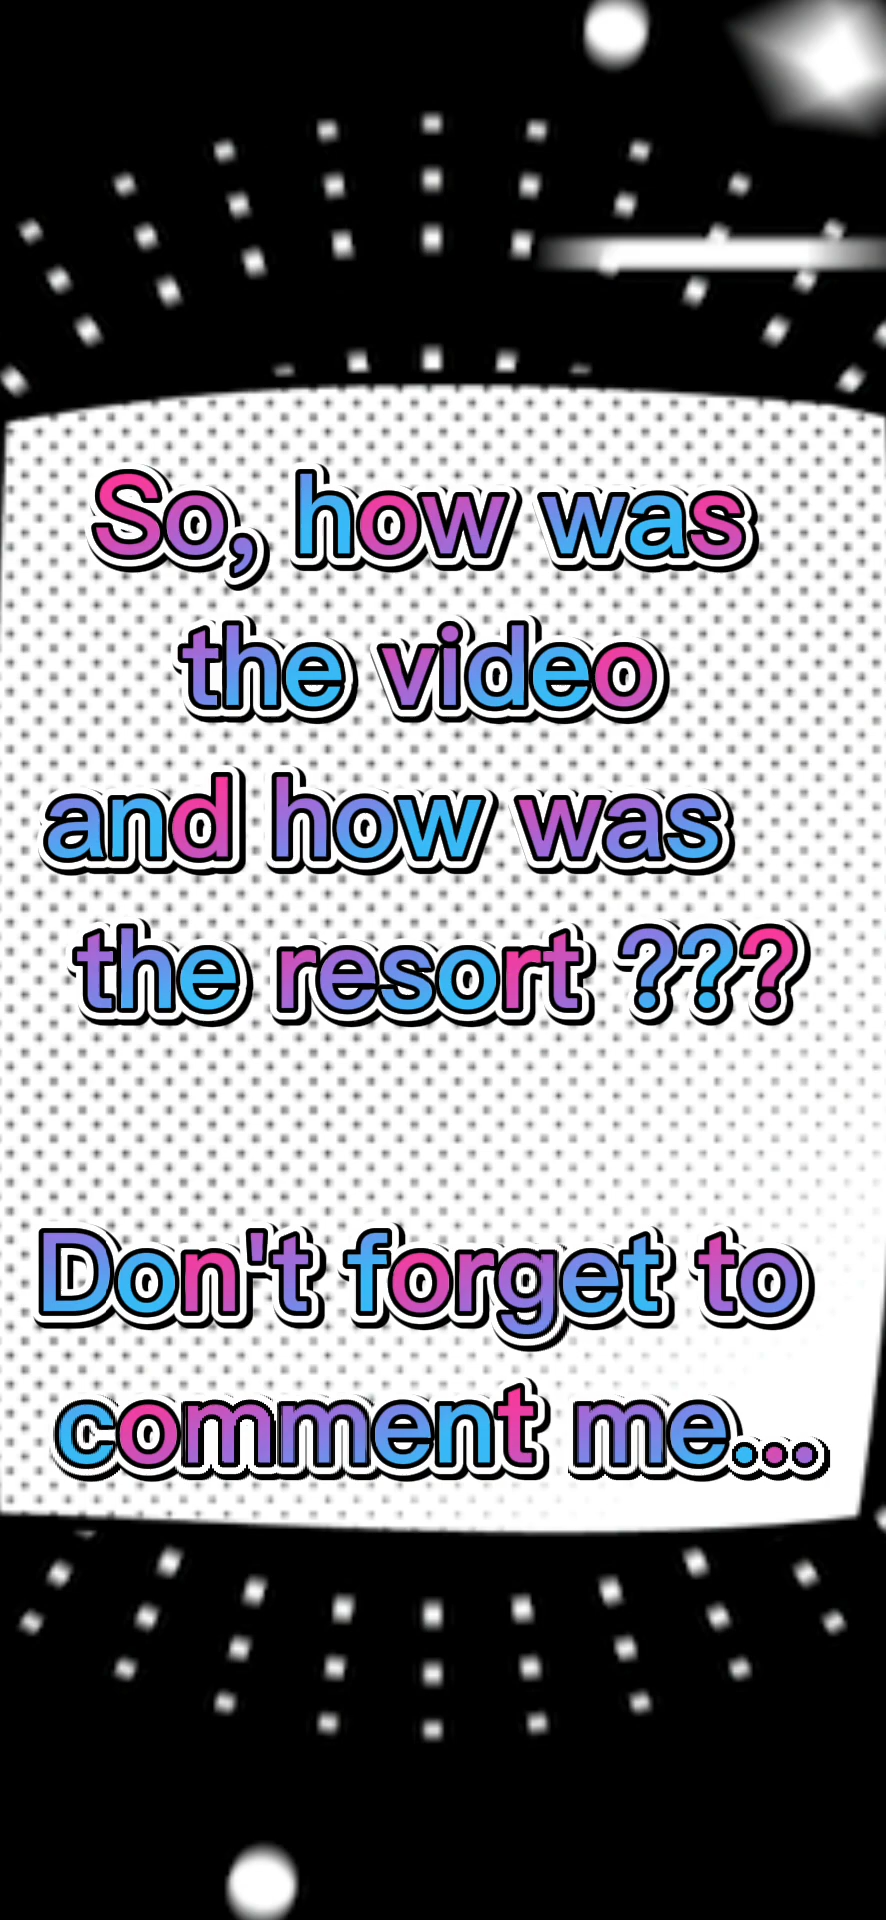 So, how was
the video
and how was
the resort ???
Don't forget to
comment me...